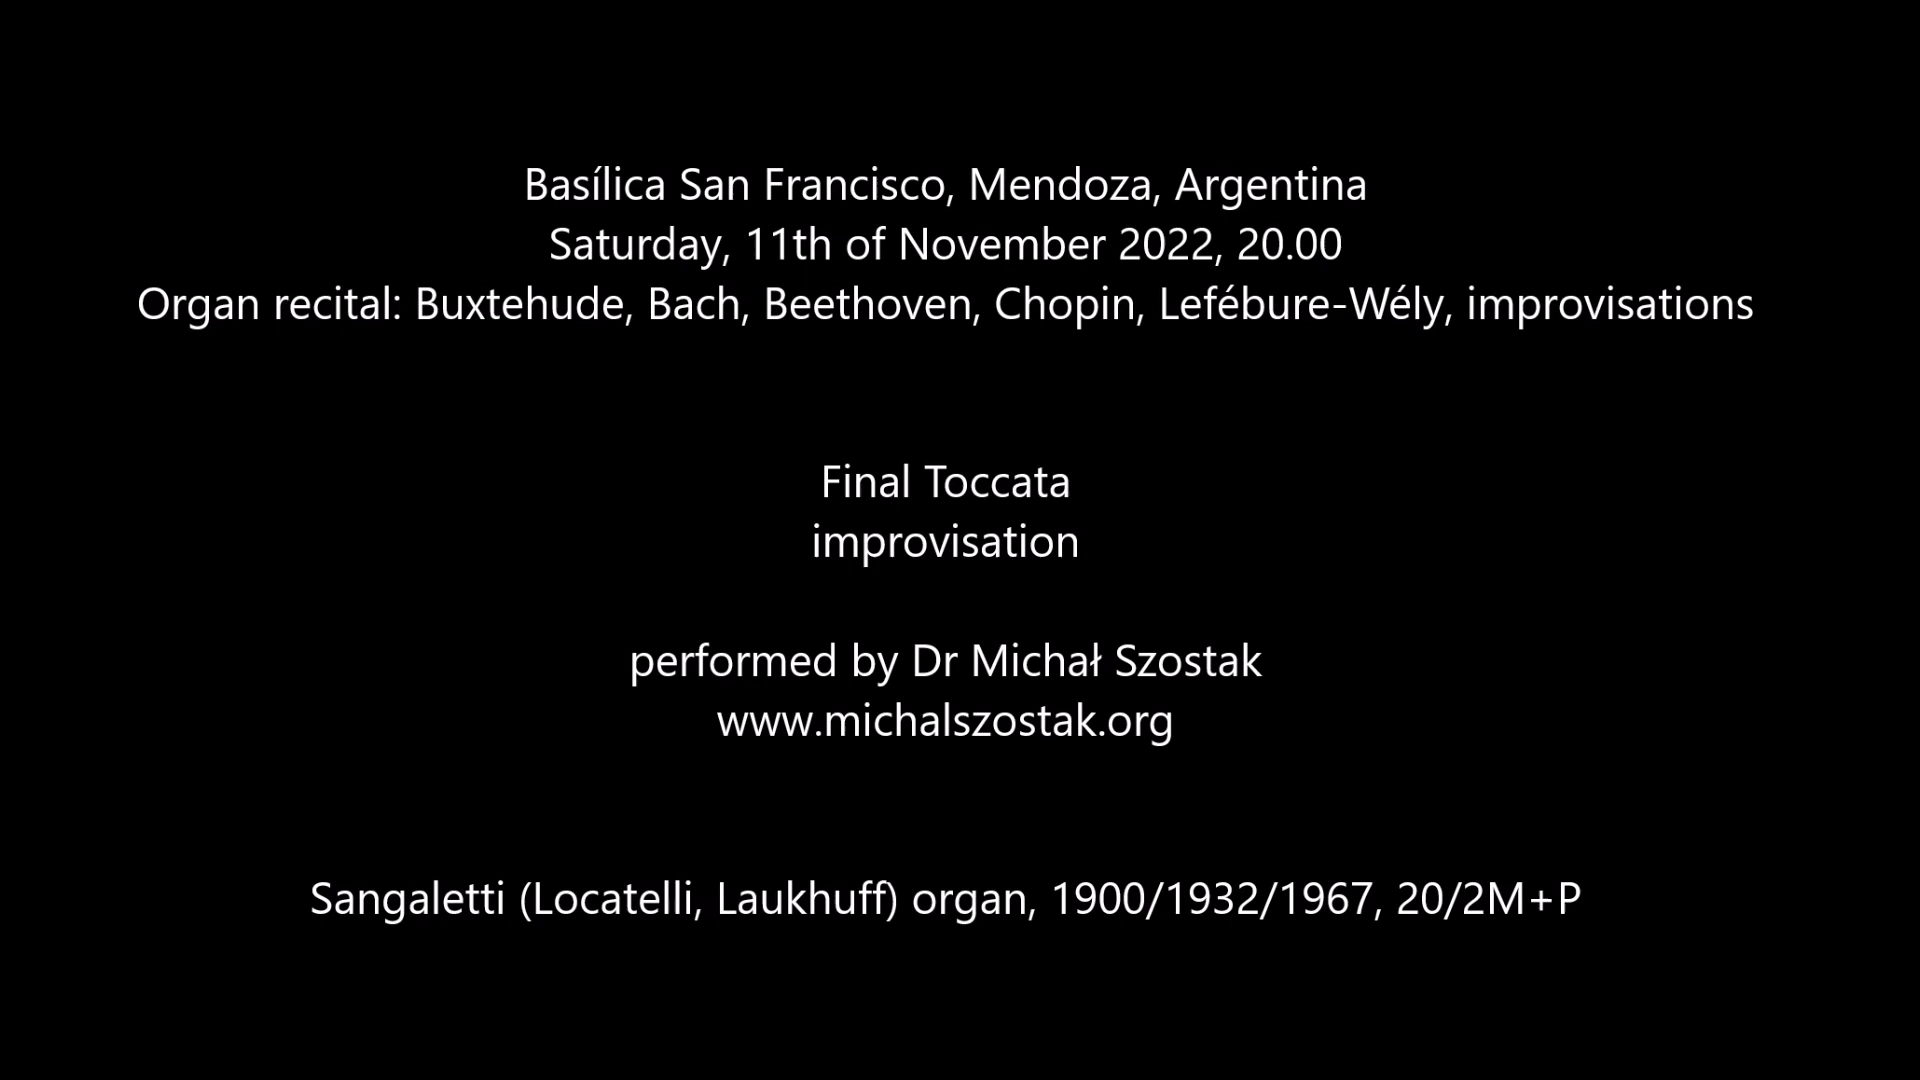 Basílica San Francisco, Mendoza, Argentina
Saturday, 11th of November 2022, 20.00
Organ recital: Buxtehude, Bach, Beethoven, Chopin, Lefébure-Wély, improvisations
Final Toccata
improvisation
performed by Dr Michał Szostak
www.michalszostak.org
Sangaletti (Locatelli, Laukhuff) organ, 1900/1932/1967, 20/2M+P